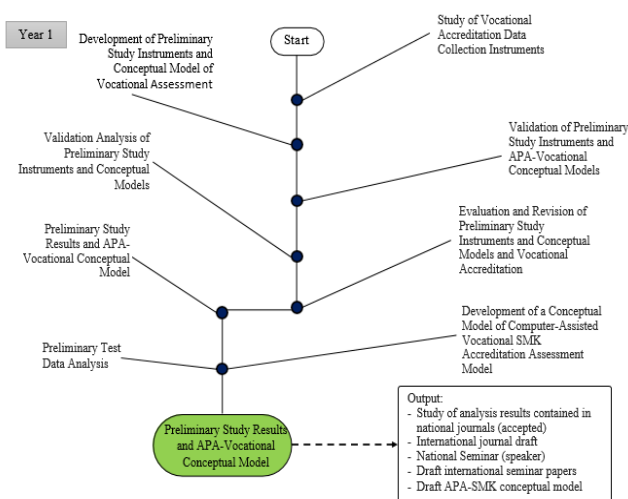 Year 1
Start
Study of Vocational
Accreditation Data
Collection Instruments
Development of Preliminary
Study Instruments and
Conceptual Model of
Vocational Assessment
Validation of Preliminary
Study Instruments and
APA-Vocational
Conceptual Models
Validation Analysis of
Preliminary Study
Instruments and Conceptual
Models
Evaluation and Revision of
Preliminary Study
Instruments and Conceptual
Models and Vocational
Accreditation
Preliminary Study
Results and APA-
Vocational Conceptual
Model
Development of a Conceptual
Model of Computer-Assisted
Vocational SMK
Accreditation Assessment
Model
Preliminary Test
Data Analysis
Preliminary Study Results
and APA-Vocational
Conceptual Model
Output:
- Study of analysis results contained in
national journals (accepted)
- International journal draft
- National Seminar (speaker)
- Draft international seminar papers
- Draft APA-SMK conceptual model